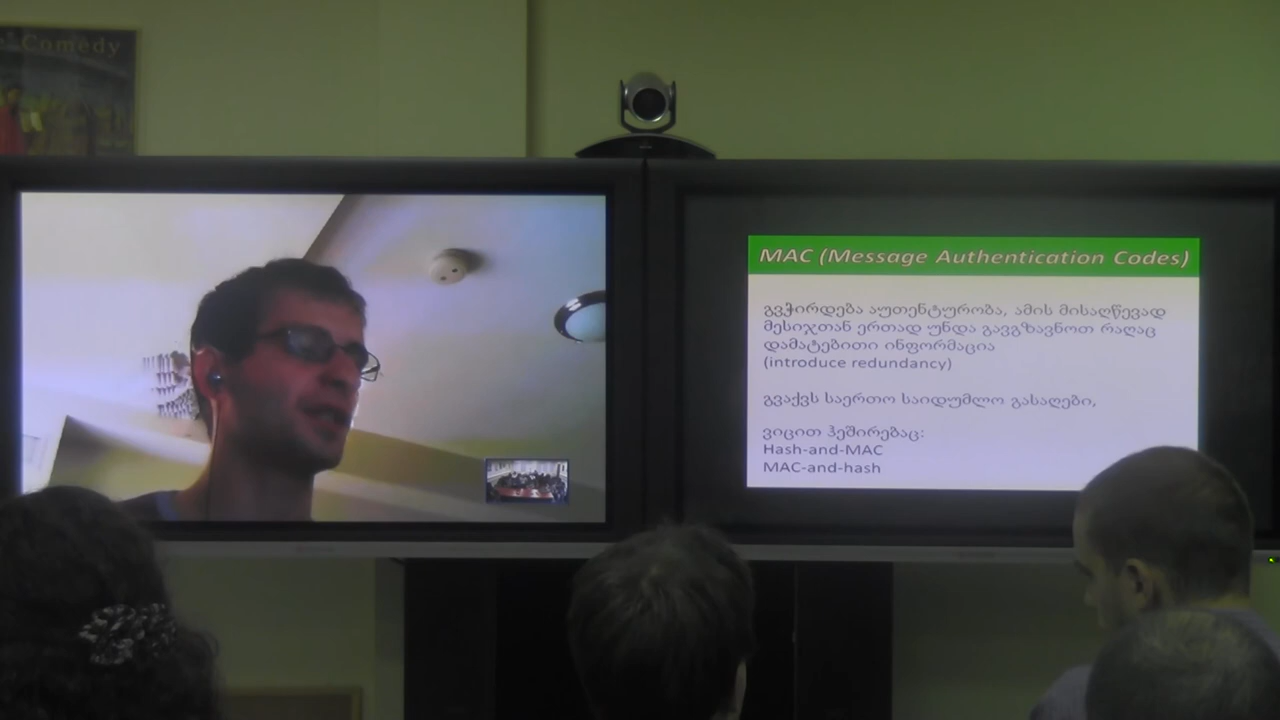 Comedy
MAC (Message Authentication Codes)
გვჭირდება აუთენტურობა, ამის მისაღწევად
მესიჯთან ერთად უნდა გავგზავნოთ რაღაც
დამატებითი ინფორმაცია
(introduce redundancy)
გვაქვს საერთო საიდუმლო გასაღები,
ვიცით ჰეშირებაც:
Hash-and-MAC
MAC-and-hash